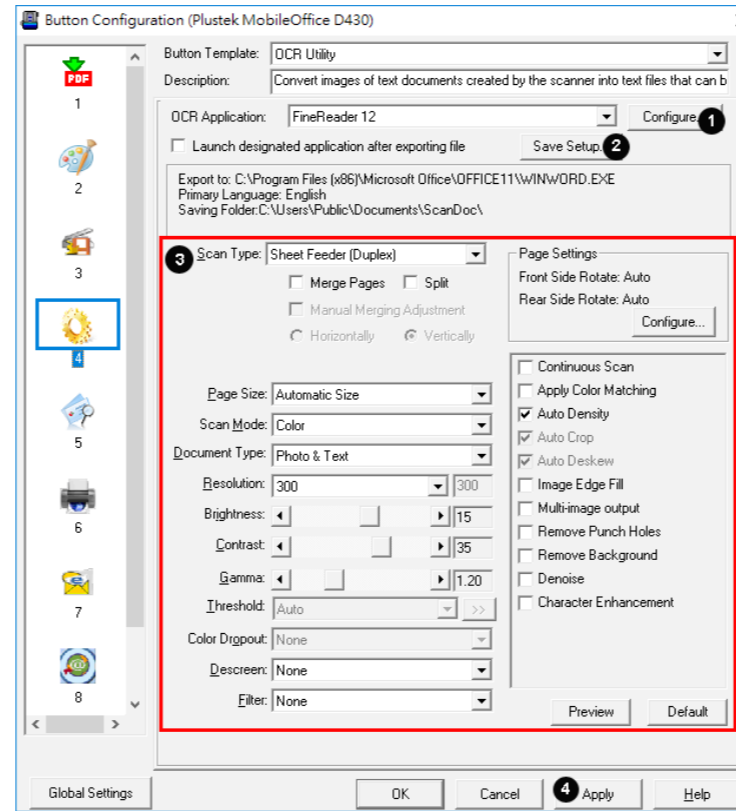 Button Configuration (Plustek MobileOffice D430)
PDF
1
2
3
4
5
6
7
8
Button Template: OCR Utility
Description: Convert images of text documents created by the scanner into text files that can b
OCR Application: FineReader 12 Configure... 1
Launch designated application after exporting file Save Setup... 2
Export to: C:\Program Files (x86)\Microsoft Office\OFFICE11\WINWORD.EXE
Primary Language: English
Saving Folder:C:\Users\Public\Documents\ScanDoc\
3 Scan Type: Sheet Feeder (Duplex)
Merge Pages Split
Manual Merging Adjustment
Horizontally Vertically
Page Size: Automatic Size
Scan Mode: Color
Document Type: Photo & Text
Resolution: 300 300
Brightness: 15
Contrast: 35
Gamma: 1.20
Threshold: Auto >>
Color Dropout: None
Descreen: None
Filter: None
Page Settings
Front Side Rotate: Auto
Rear Side Rotate: Auto
Configure...
Continuous Scan
Apply Color Matching
Auto Density
Auto Crop
Auto Deskew
Image Edge Fill
Multi-image output
Remove Punch Holes
Remove Background
Denoise
Character Enhancement
Preview Default
Global Settings OK Cancel 4 Apply Help